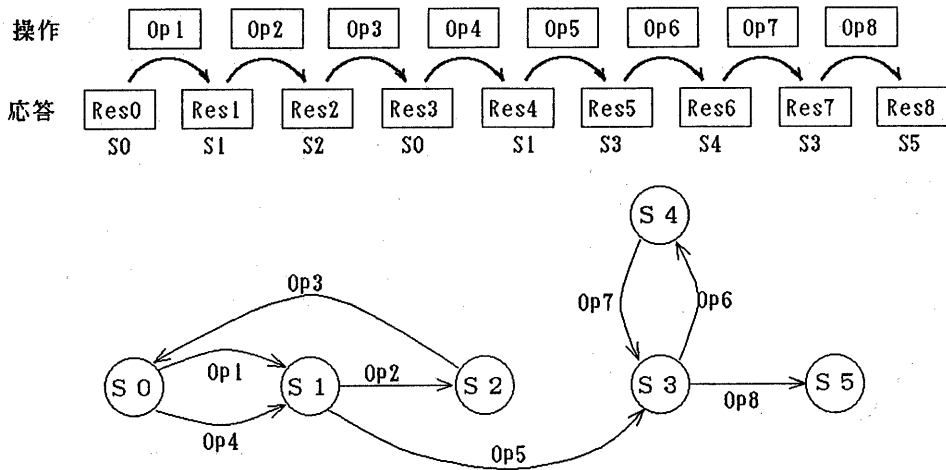 操作 Op1 Op2 Op3 Op4 Op5 Op6 Op7 Op8
応答 Res0 Res1 Res2 Res3 Res4 Res5 Res6 Res7 Res8
S0 S1 S2 S0 S1 S3 S4 S3 S5
S 4
Op3
Op7 Op6
S 0 Op1 S 1 Op2 S 2 S 3 S 5
Op8
Op4
Op5